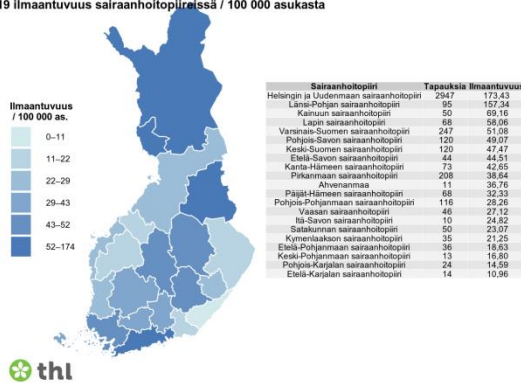 19 ilmaantuvuus sairaanhoitopiireissä / 100 000 asukasta
Ilmaantuvuus
/ 100 000 as.
0–11
11–22
22–29
29–43
43–52
52–174
Sairaanhoitopiiri Tapauksia Ilmaantuvuus
Helsingin ja Uudenmaan sairaanhoitopiiri 2947 173,43
Länsi-Pohjan sairaanhoitopiiri 95 157,34
Kainuun sairaanhoitopiiri 50 69,16
Lapin sairaanhoitopiiri 68 58,06
Varsinais-Suomen sairaanhoitopiiri 247 51,08
Pohjois-Savon sairaanhoitopiiri 120 49,07
Keski-Suomen sairaanhoitopiiri 120 47,47
Etelä-Savon sairaanhoitopiiri 44 44,51
Kanta-Hämeen sairaanhoitopiiri 73 42,65
Pirkanmaan sairaanhoitopiiri 208 38,64
Ahvenanmaa 11 36,76
Päijät-Hämeen sairaanhoitopiiri 68 32,28
Pohjois-Pohjanmaan sairaanhoitopiiri 116 28,26
Vaasan sairaanhoitopiiri 46 27,12
Itä-Savon sairaanhoitopiiri 10 24,82
Satakunnan sairaanhoitopiiri 50 23,07
Kymenlaakson sairaanhoitopiiri 35 21,25
Etelä-Pohjanmaan sairaanhoitopiiri 36 18,63
Keski-Pohjanmaan sairaanhoitopiiri 13 16,80
Pohjois-Karjalan sairaanhoitopiiri 24 14,59
Etelä-Karjalan sairaanhoitopiiri 14 10,96
thl